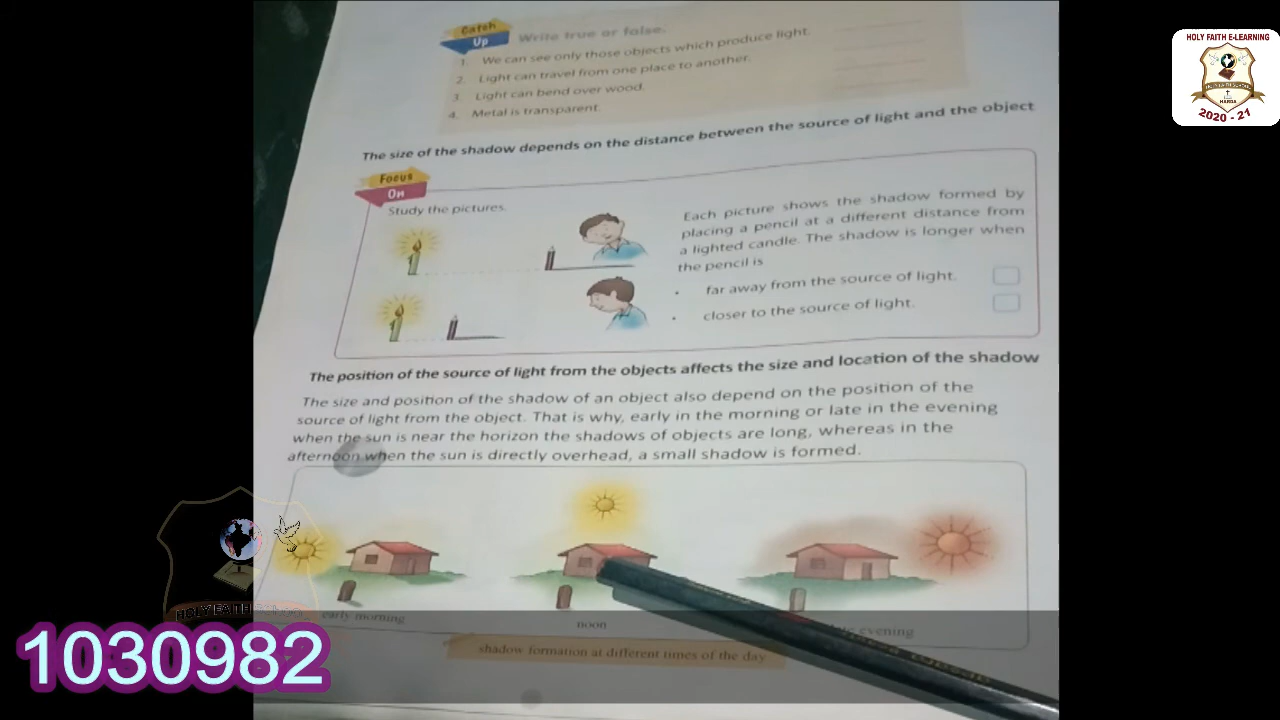 HOLY FAITH E-LEARNING
HOLY FAITH SCHOOL
HARDA
2020 - 21
Catch
Up
Write true or false.
1. We can see only those objects which produce light.
2. Light can travel from one place to another.
3. Light can bend over wood.
4. Metal is transparent.
The size of the shadow depends on the distance between the source of light and the object
Focus
On
Study the pictures.
Each picture shows the shadow formed by
placing a pencil at a different distance from
a lighted candle. The shadow is longer when
the pencil is
• far away from the source of light.
• closer to the source of light.
The position of the source of light from the objects affects the size and location of the shadow
The size and position of the shadow of an object also depend on the position of the
source of light from the object. That is why, early in the morning or late in the evening
when the sun is near the horizon the shadows of objects are long, whereas in the
afternoon when the sun is directly overhead, a small shadow is formed.
early morning
noon
evening
shadow formation at different times of the day
HOLY FAITH SCHOOL
1030982